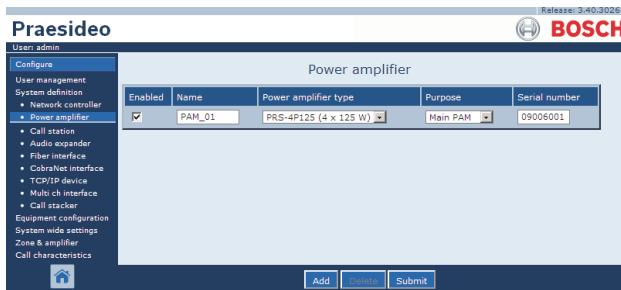 Release: 3.40.3026
Praesideo
BOSCH
User: admin
Configure
User management
System definition
• Network controller
• Power amplifier
• Call station
• Audio expander
• Fiber interface
• CobraNet interface
• TCP/IP device
• Multi ch interface
• Call stacker
Equipment configuration
System wide settings
Zone & amplifier
Call characteristics
Power amplifier
Enabled Name Power amplifier type Purpose Serial number
PAM_01 PRS-4P125 (4 x 125 W) Main PAM 09006001
Add Delete Submit